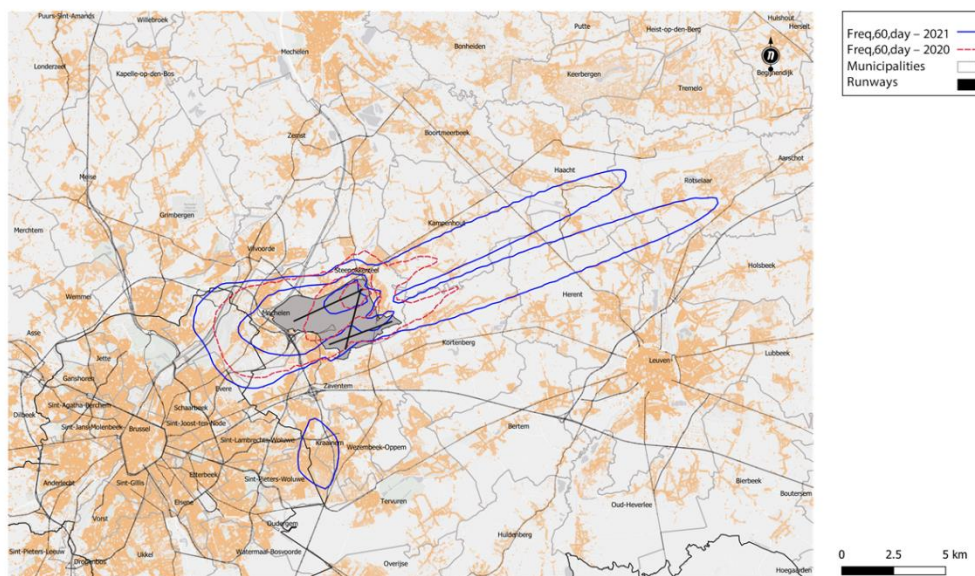 Puurs-Sint-Amands
Willebroek
Putte
Heist-op-den-Berg
Huishout
Herselt
Mechelen
Bonheiden
Londerzeel
Kapelle-op-den-Bos
Keerbergen
Begijnendijk
Tremelo
Zemst
Boortmeerbeek
Aarschot
Meise
Haacht
Rotselaar
Grimbergen
Kampenhout
Merchtem
Vilvoorde
Steenokkerzeel
Holsbeek
Wemmel
Machelen
Herent
Asse
Kortenberg
Jette
Leuven
Lubbeek
Ganshoren
Evere
Zaventem
Sint-Agatha-Berchem
Schaarbeek
Dilbeek
Sint-Jans-Molenbeek
Sint-Joost-ten-Node
Bertem
Brussel
Sint-Lambrechts-Woluwe
Kraainem
Wezembeek-Oppem
Anderlecht
Sint-Gillis
Etterbeek
Sint-Pieters-Woluwe
Bierbeek
Boutersem
Elsene
Tervuren
Oud-Heverlee
Vorst
Oudergem
Huldenberg
Sint-Pieters-Leeuw
Ukkel
Watermaal-Bosvoorde
Drogenbos
Overijse
Hoegaarden
n
Freq,60,day – 2021
Freq,60,day – 2020
Municipalities
Runways
0 2.5 5 km